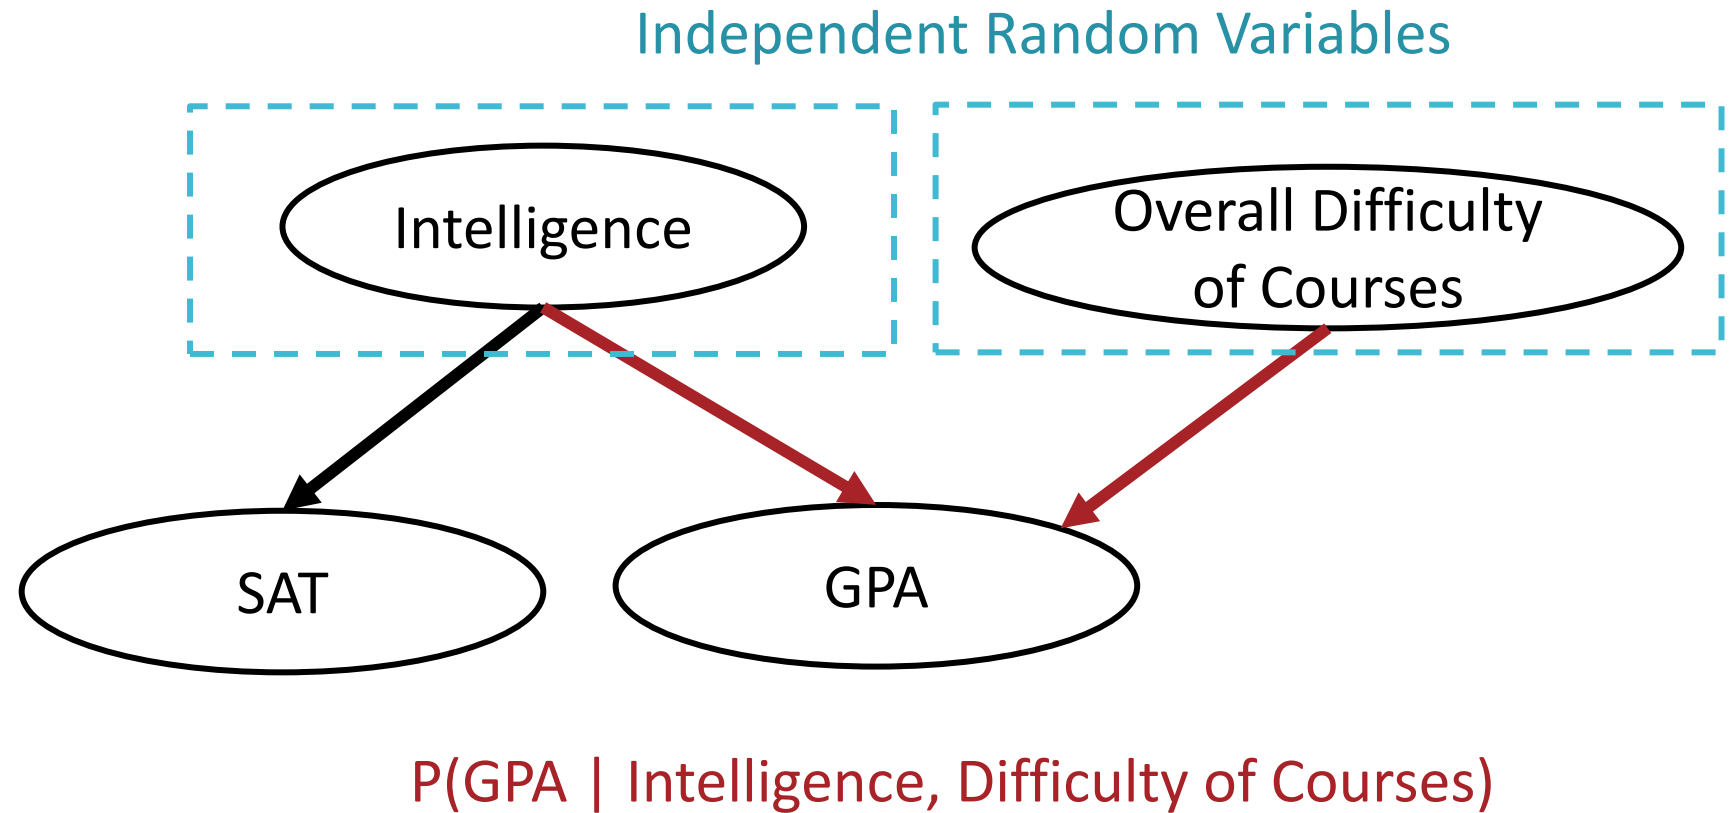 Independent Random Variables
Intelligence
Overall Difficulty
of Courses
SAT
GPA
P(GPA | Intelligence, Difficulty of Courses)